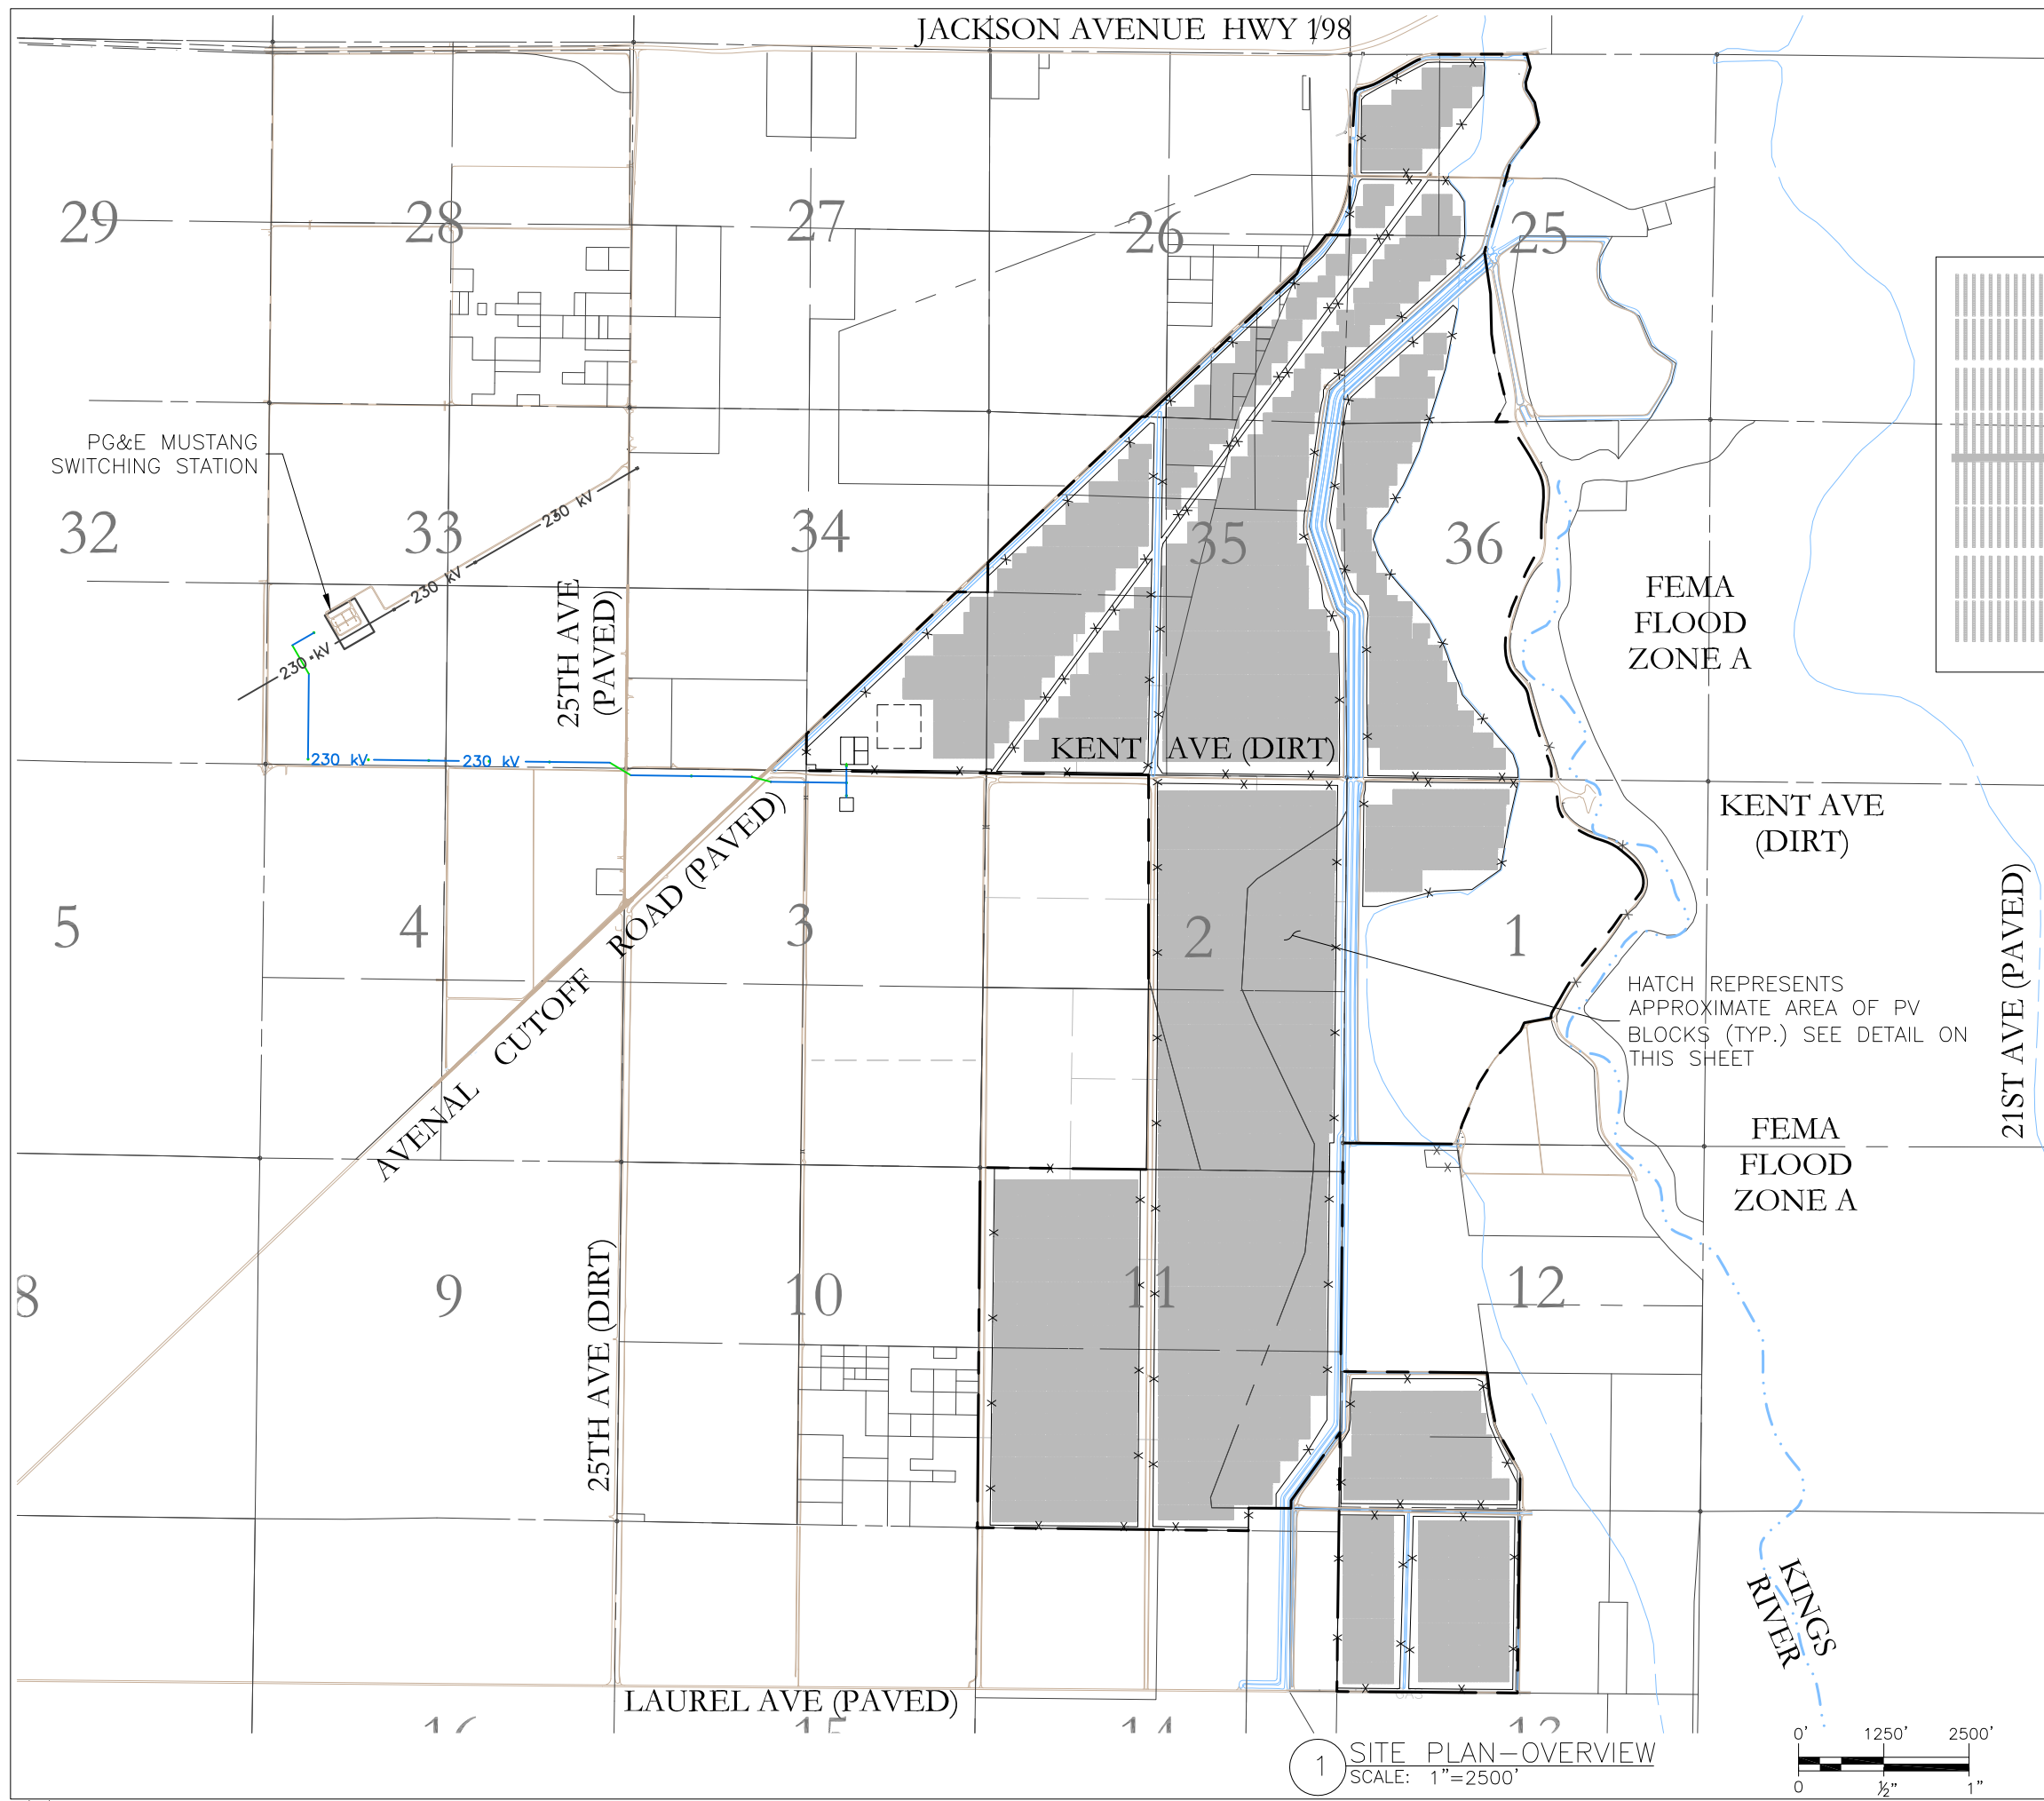 JACKSON AVENUE HWY 198
29
28
27
26
25
PG&E MUSTANG
SWITCHING STATION
230 kV
32
33
34
35
36
230 kV
230 kV
25TH AVE
(PAVED)
FEMA
FLOOD
ZONE A
230 kV
230 kV
KENT AVE (DIRT)
KENT AVE
(DIRT)
AVENAL CUTOFF ROAD (PAVED)
5
4
3
2
1
21ST AVE (PAVED)
HATCH REPRESENTS
APPROXIMATE AREA OF PV
BLOCKS (TYP.) SEE DETAIL ON
THIS SHEET
FEMA
FLOOD
ZONE A
25TH AVE (DIRT)
8
9
10
11
12
KINGS
RIVER
LAUREL AVE (PAVED)
16
15
14
13
1
SITE PLAN-OVERVIEW
SCALE: 1"=2500'
0' 1250' 2500'
0 ½" 1"